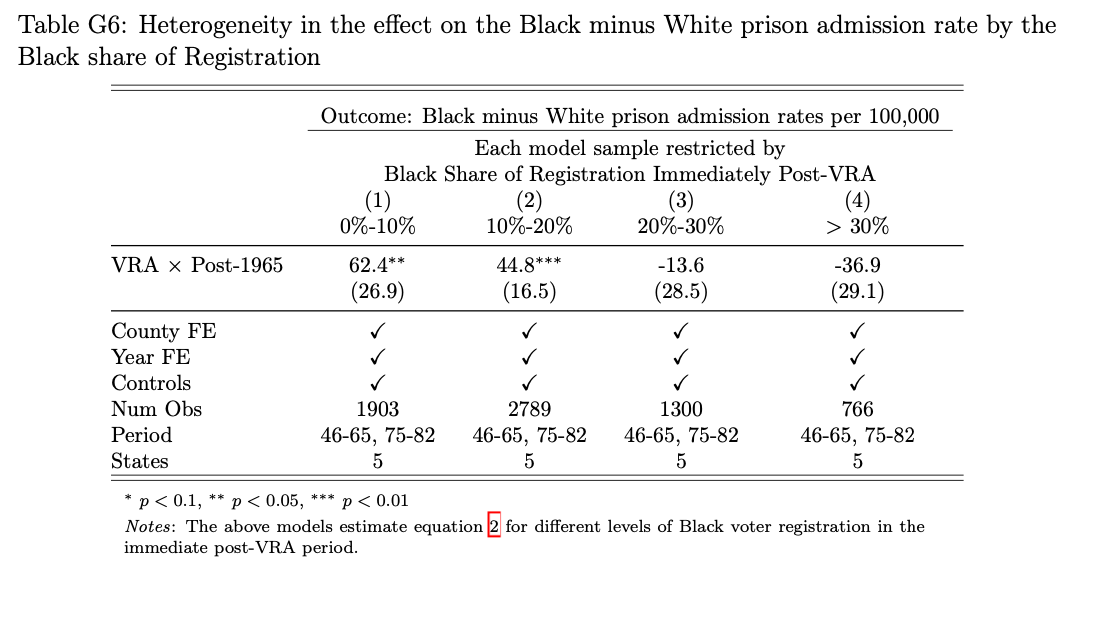 Table G6: Heterogeneity in the effect on the Black minus White prison admission rate by the
Black share of Registration
Outcome: Black minus White prison admission rates per 100,000
Each model sample restricted by
Black Share of Registration Immediately Post-VRA
(1) (2) (3) (4)
0%-10% 10%-20% 20%-30% > 30%
VRA × Post-1965 62.4** 44.8*** -13.6 -36.9
(26.9) (16.5) (28.5) (29.1)
County FE ✓ ✓ ✓ ✓
Year FE ✓ ✓ ✓ ✓
Controls ✓ ✓ ✓ ✓
Num Obs 1903 2789 1300 766
Period 46-65, 75-82 46-65, 75-82 46-65, 75-82 46-65, 75-82
States 5 5 5 5
* p < 0.1, ** p < 0.05, *** p < 0.01
Notes: The above models estimate equation 2 for different levels of Black voter registration in the
immediate post-VRA period.